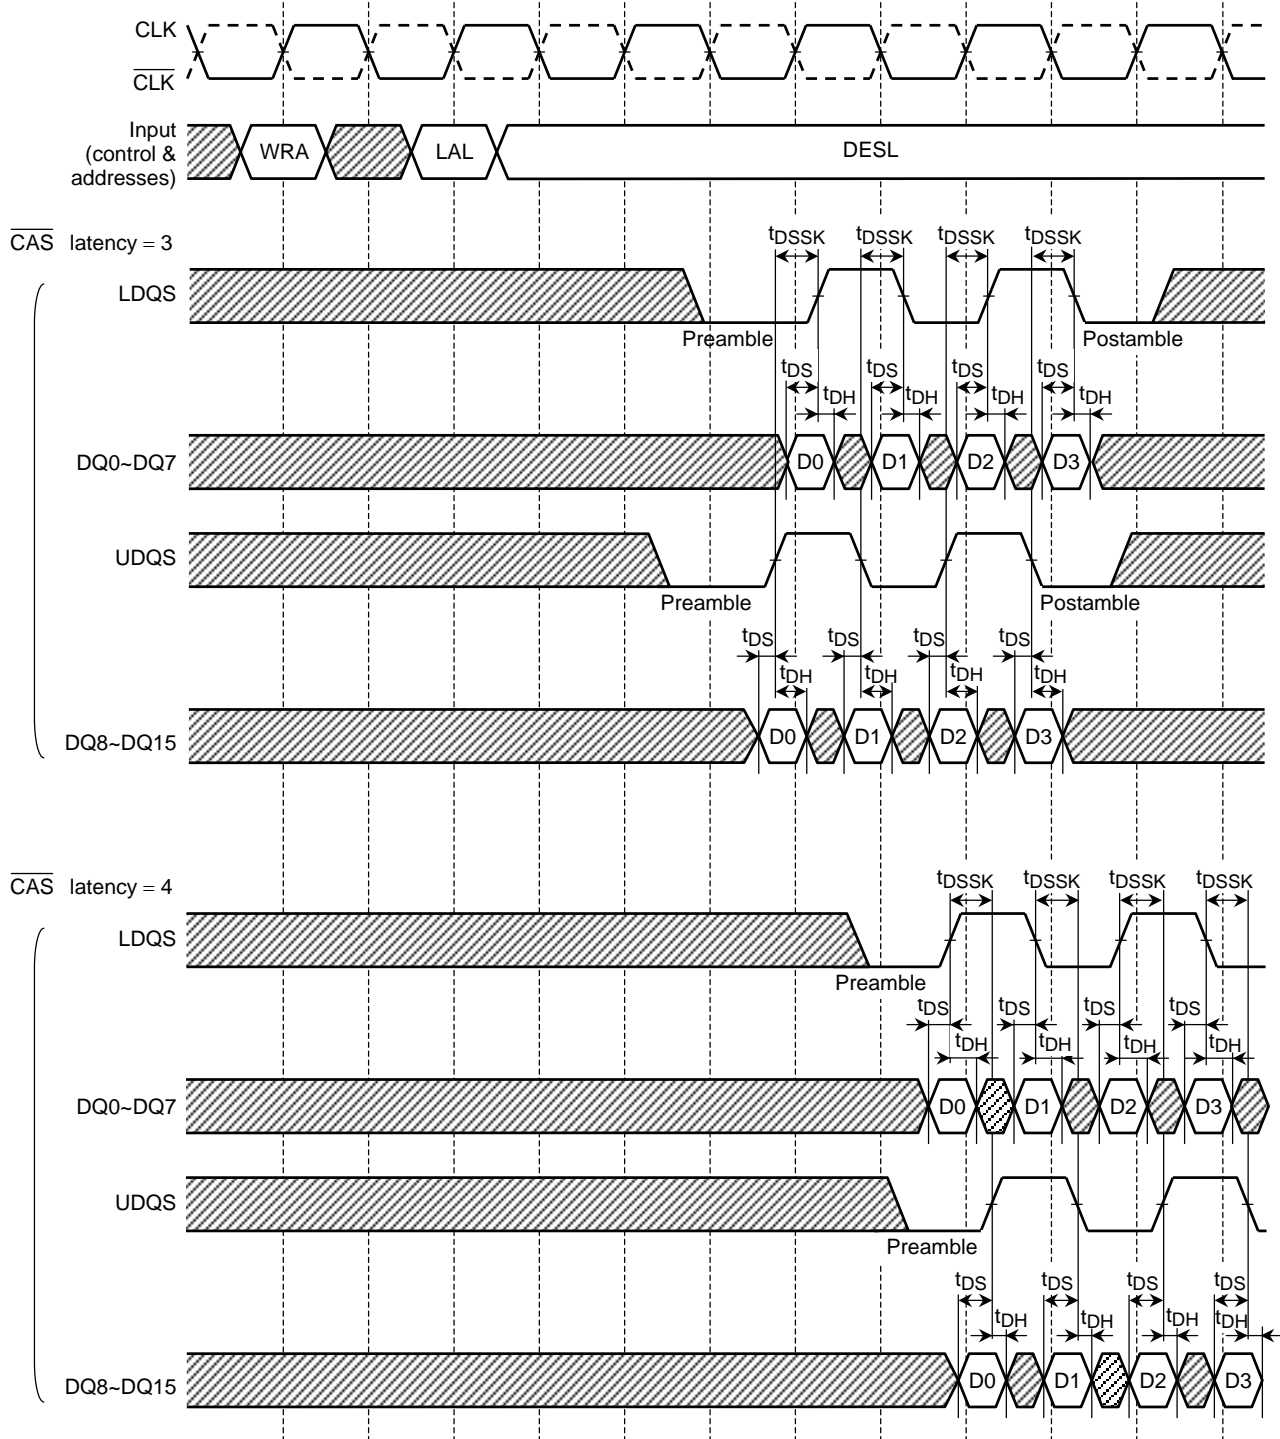 CLK
CLK
Input
(control &
addresses)
WRA
LAL
DESL
CAS latency = 3
tDSSK tDSSK tDSSK tDSSK
LDQS
Preamble
Postamble
tDS tDS tDS tDS
tDH tDH tDH tDH
DQ0~DQ7
D0 D1 D2 D3
UDQS
Preamble
Postamble
tDS tDS tDS tDS
tDH tDH tDH tDH
DQ8~DQ15
D0 D1 D2 D3
CAS latency = 4
tDSSK tDSSK tDSSK tDSSK
LDQS
Preamble
tDS tDS tDS tDS
tDH tDH tDH tDH
DQ0~DQ7
D0 D1 D2 D3
UDQS
Preamble
tDS tDS tDS tDS
tDH tDH tDH tDH
DQ8~DQ15
D0 D1 D2 D3